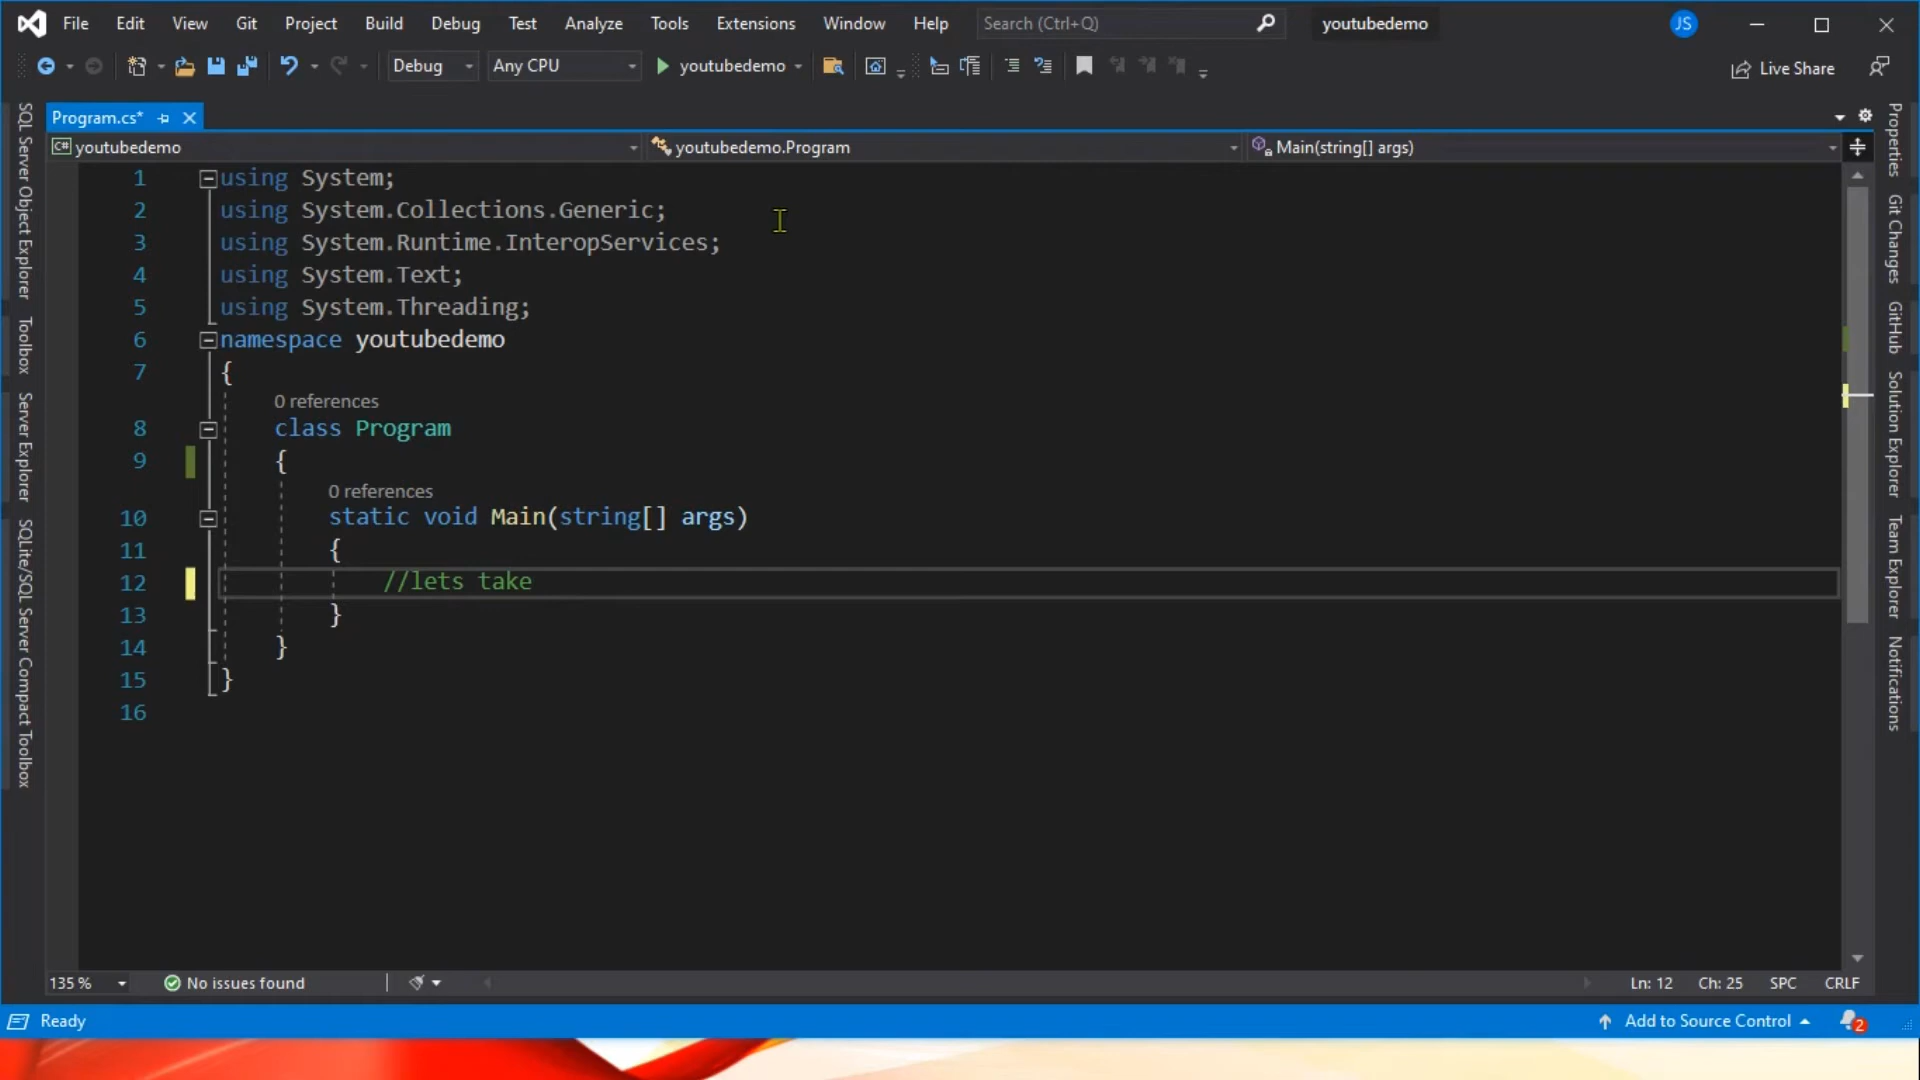 File Edit View Git Project Build Debug Test Analyze Tools Extensions Window Help Search (Ctrl+Q) youtubedemo JS
Debug Any CPU youtubedemo Live Share
Program.cs*
youtubedemo youtubedemo.Program Main(string[] args)
1 using System;
2 using System.Collections.Generic;
3 using System.Runtime.InteropServices;
4 using System.Text;
5 using System.Threading;
6 namespace youtubedemo
7 {
0 references
8 class Program
9 {
0 references
10 static void Main(string[] args)
11 {
12 //lets take
13 }
14 }
15 }
16
135 % No issues found Ln: 12 Ch: 25 SPC CRLF
Ready Add to Source Control 2
SQL Server Object Explorer
Toolbox
Server Explorer
SQLite/SQL Server Compact Toolbox
Properties
Git Changes
GitHub
Solution Explorer
Team Explorer
Notifications